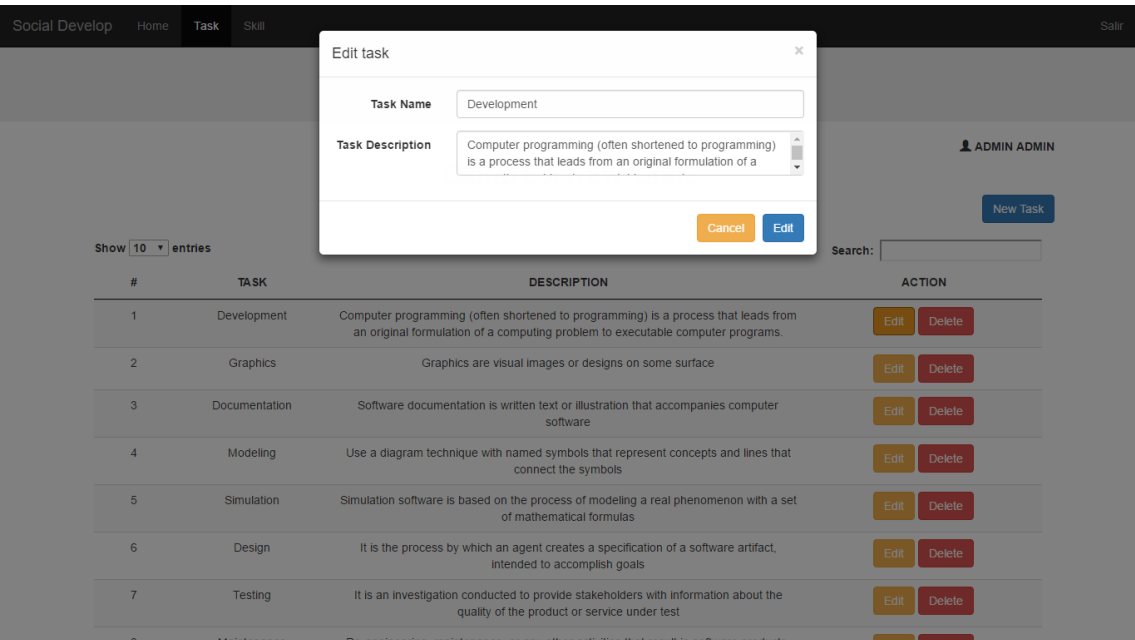 Social Develop Home Task Skill Salir
Edit task ×
Task Name Development
Task Description Computer programming (often shortened to programming)
is a process that leads from an original formulation of a
ADMIN ADMIN
New Task
Cancel Edit
Show 10 entries Search:
# TASK DESCRIPTION ACTION
1 Development Computer programming (often shortened to programming) is a process that leads from
an original formulation of a computing problem to executable computer programs.
Edit Delete
2 Graphics Graphics are visual images or designs on some surface Edit Delete
3 Documentation Software documentation is written text or illustration that accompanies computer
software
Edit Delete
4 Modeling Use a diagram technique with named symbols that represent concepts and lines that
connect the symbols
Edit Delete
5 Simulation Simulation software is based on the process of modeling a real phenomenon with a set
of mathematical formulas
Edit Delete
6 Design It is the process by which an agent creates a specification of a software artifact,
intended to accomplish goals
Edit Delete
7 Testing It is an investigation conducted to provide stakeholders with information about the
quality of the product or service under test
Edit Delete